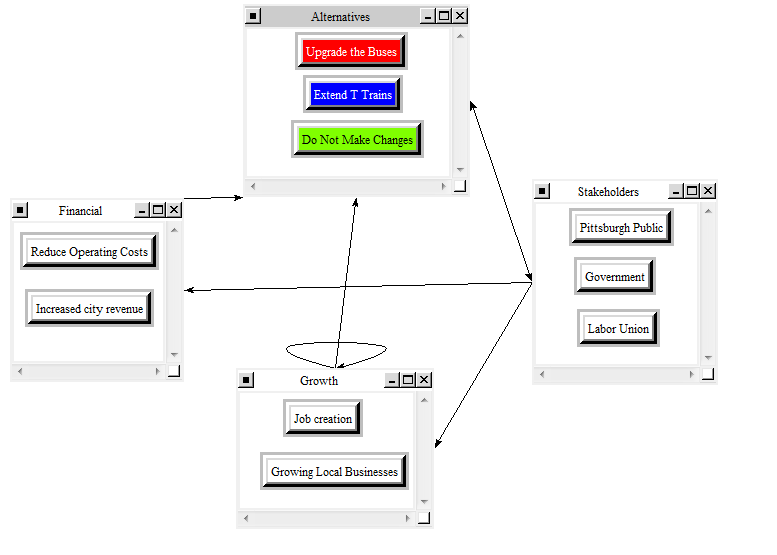 Alternatives
Upgrade the Buses
Extend T Trains
Do Not Make Changes
Financial
Reduce Operating Costs
Increased city revenue
Stakeholders
Pittsburgh Public
Government
Labor Union
Growth
Job creation
Growing Local Businesses